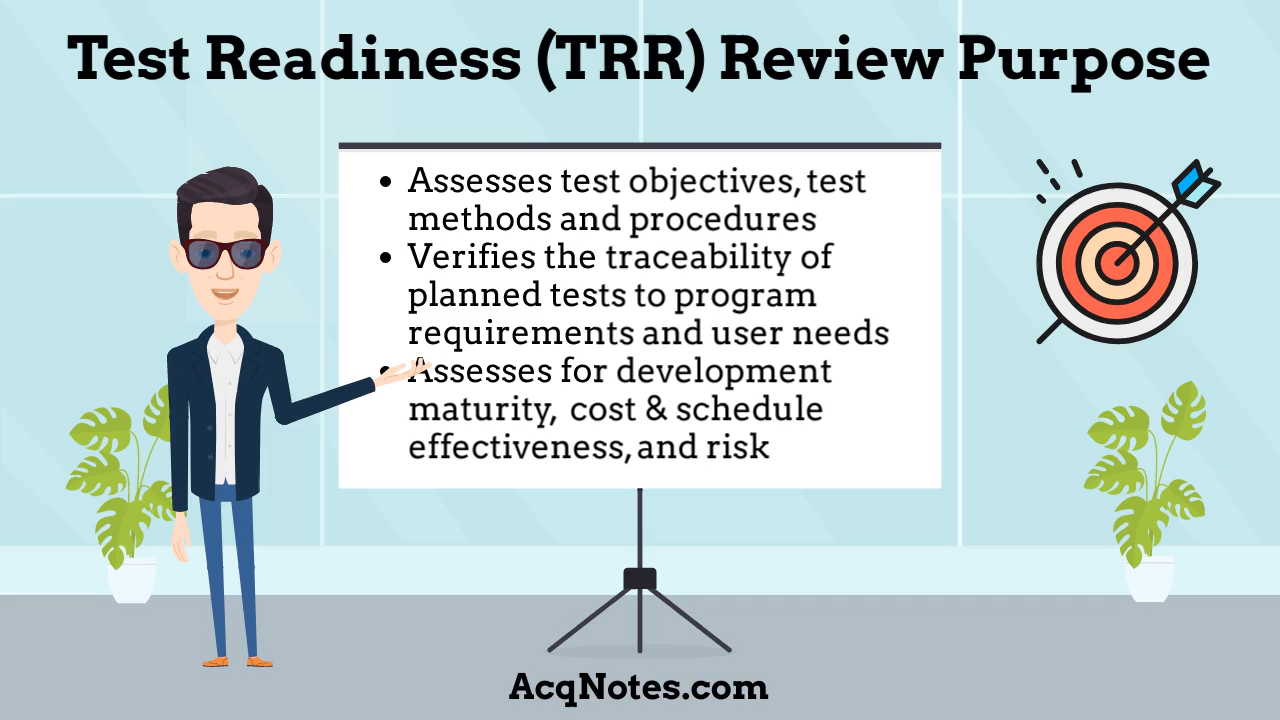 Test Readiness (TRR) Review Purpose
• Assesses test objectives, test
methods and procedures
• Verifies the traceability of
planned tests to program
requirements and user needs
• Assesses for development
maturity, cost & schedule
effectiveness, and risk
AcqNotes.com